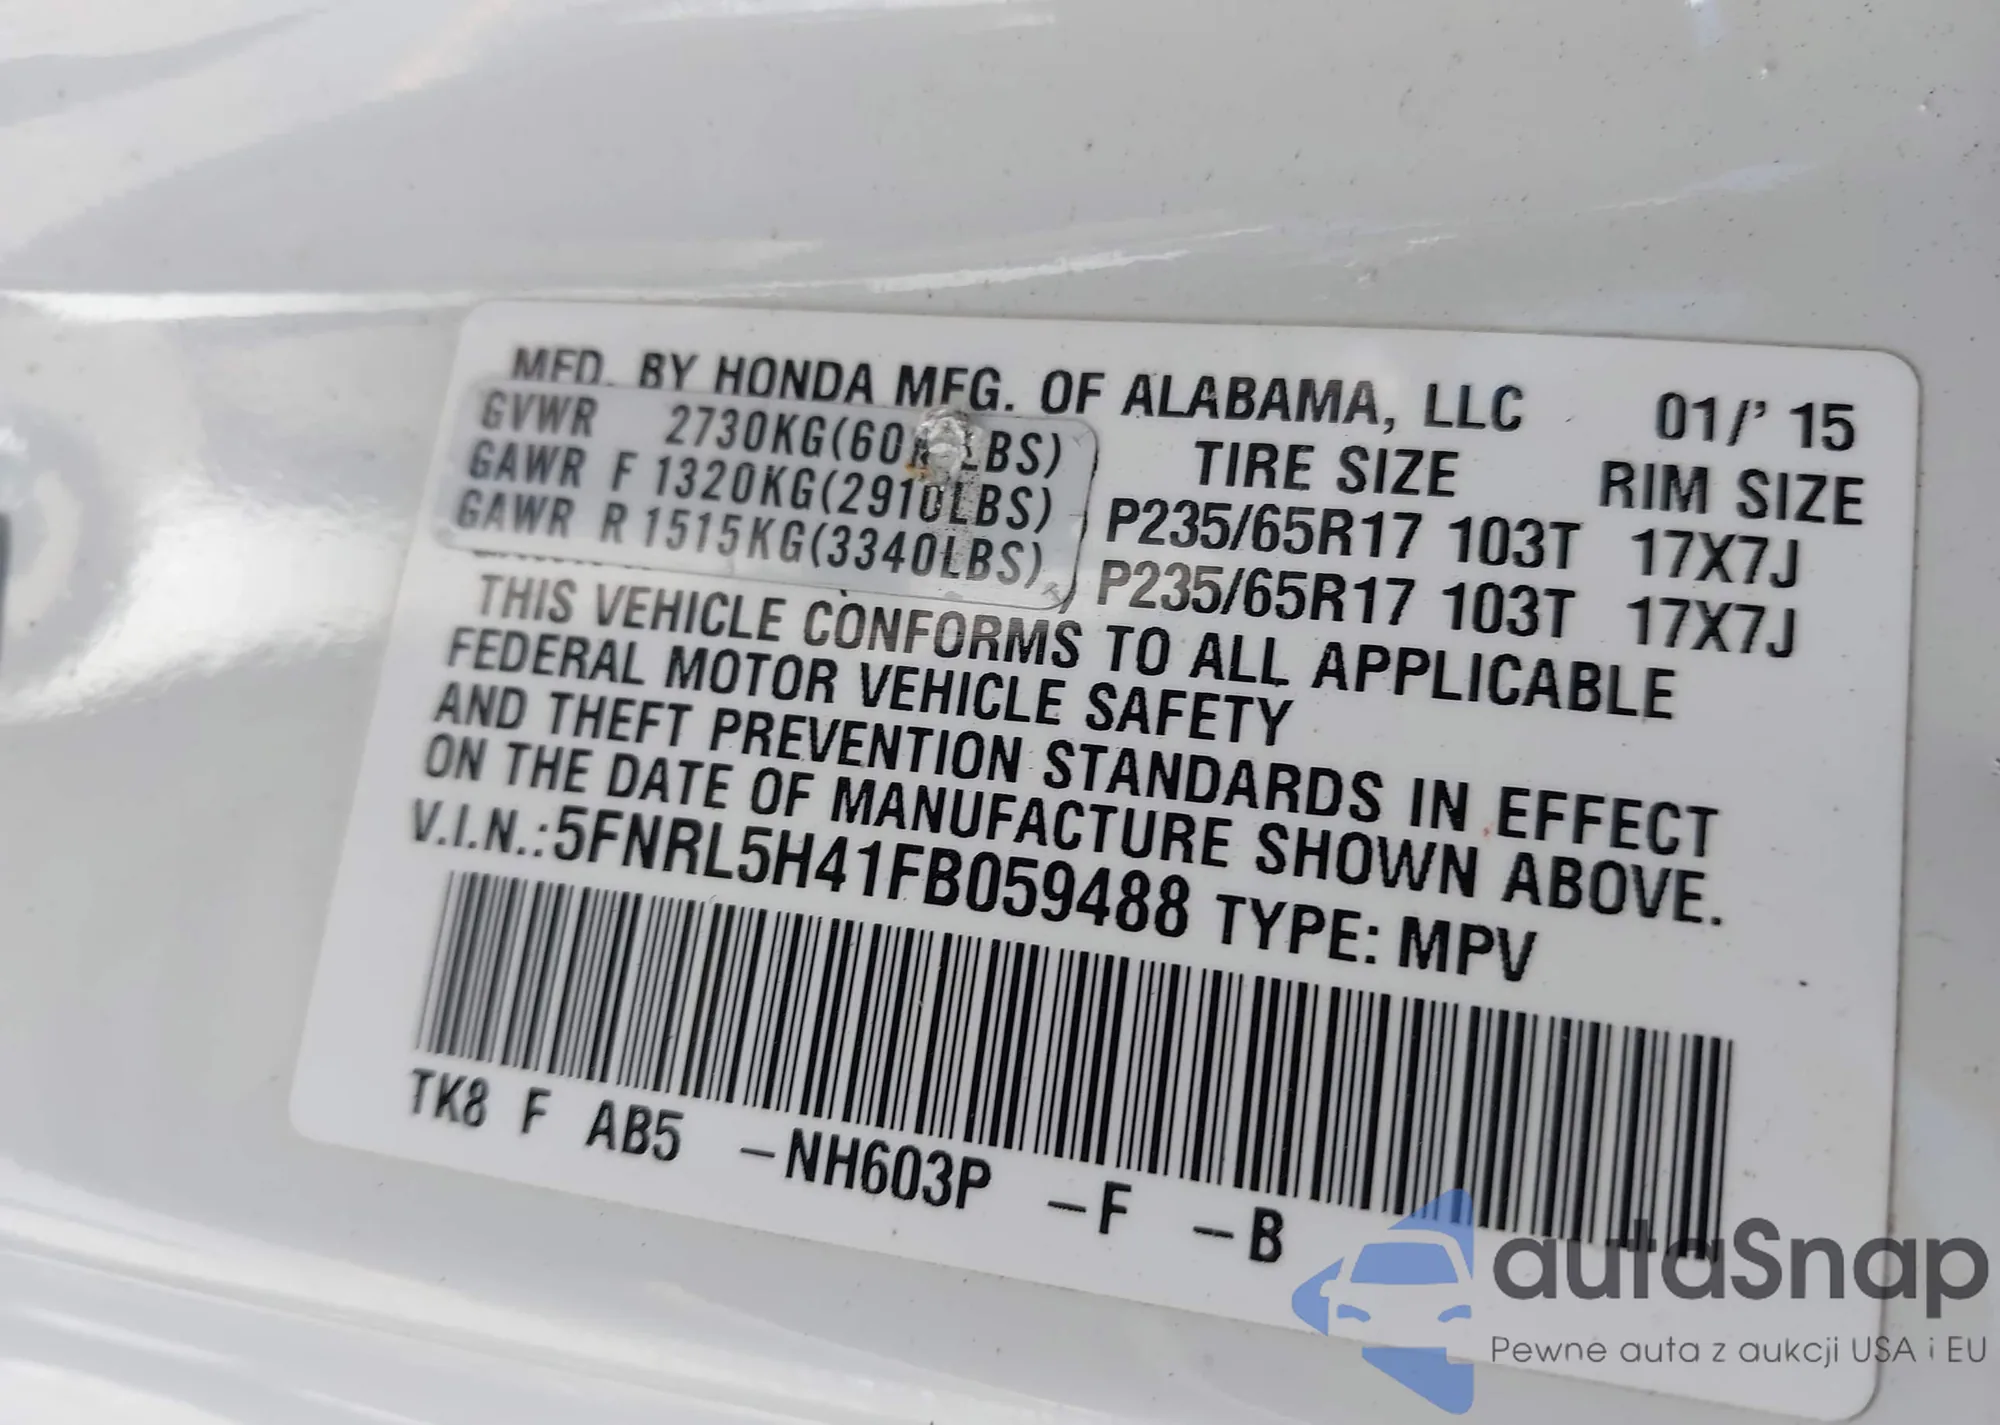 MFD. BY HONDA MFG. OF ALABAMA, LLC 01/' 15
GVWR 2730KG( LBS) TIRE SIZE RIM SIZE
GAWR F 1320KG(2910LBS) P235/65R17 103T 17X7J
GAWR R 1515KG(3340LBS) P235/65R17 103T 17X7J
THIS VEHICLE CONFORMS TO ALL APPLICABLE
FEDERAL MOTOR VEHICLE SAFETY
AND THEFT PREVENTION STANDARDS IN EFFECT
ON THE DATE OF MANUFACTURE SHOWN ABOVE.
V.I.N.:5FNRL5H41FB059488 TYPE: MPV
TK8 F AB5 –NH603P –F –B
autaSnap
Pewne auta z aukcji USA i EU